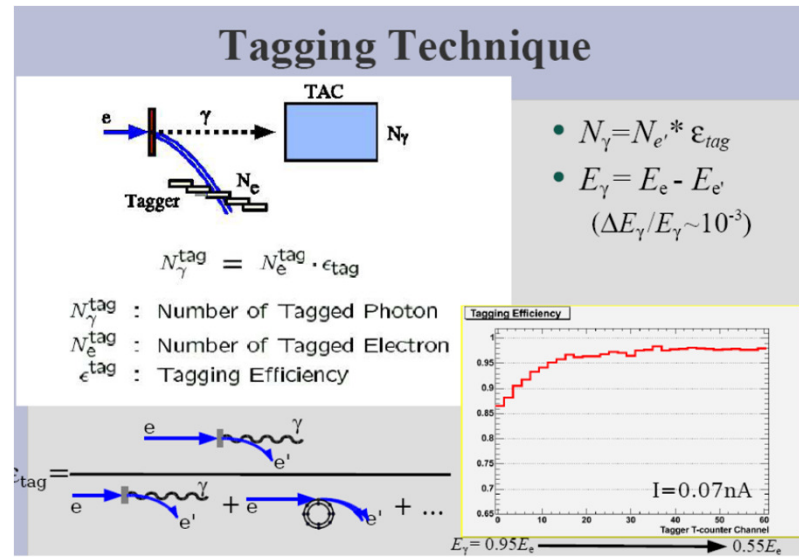 Tagging Technique
TAC
e
γ
Nγ
Ne
Tagger
• Nγ=Ne'* εtag
• Eγ = Ee - Ee'
(ΔEγ/Eγ~10⁻³)
Nγ^tag = Ne^tag · ϵtag
Nγ^tag : Number of Tagged Photon
Ne^tag : Number of Tagged Electron
ϵ^tag : Tagging Efficiency
εtag=
e γ
e'
e γ e' + e e' + ...
Tagging Efficiency
1
0.95
0.9
0.85
0.8
0.75
0.7
0.65
I=0.07nA
0 10 20 30 40 50 60
Tagger T-counter Channel
Eγ= 0.95Ee 0.55Ee